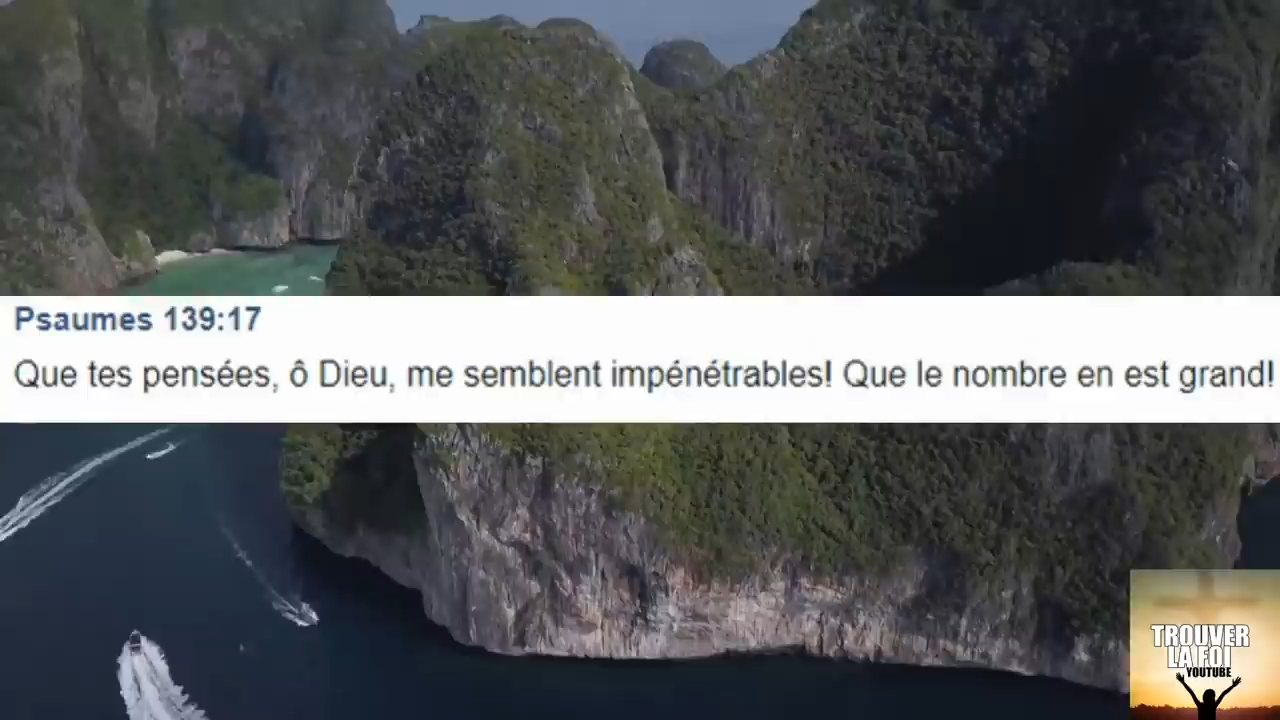 Psaumes 139:17
Que tes pensées, ô Dieu, me semblent impénétrables! Que le nombre en est grand!
TROUVER
LA FOI
YOUTUBE